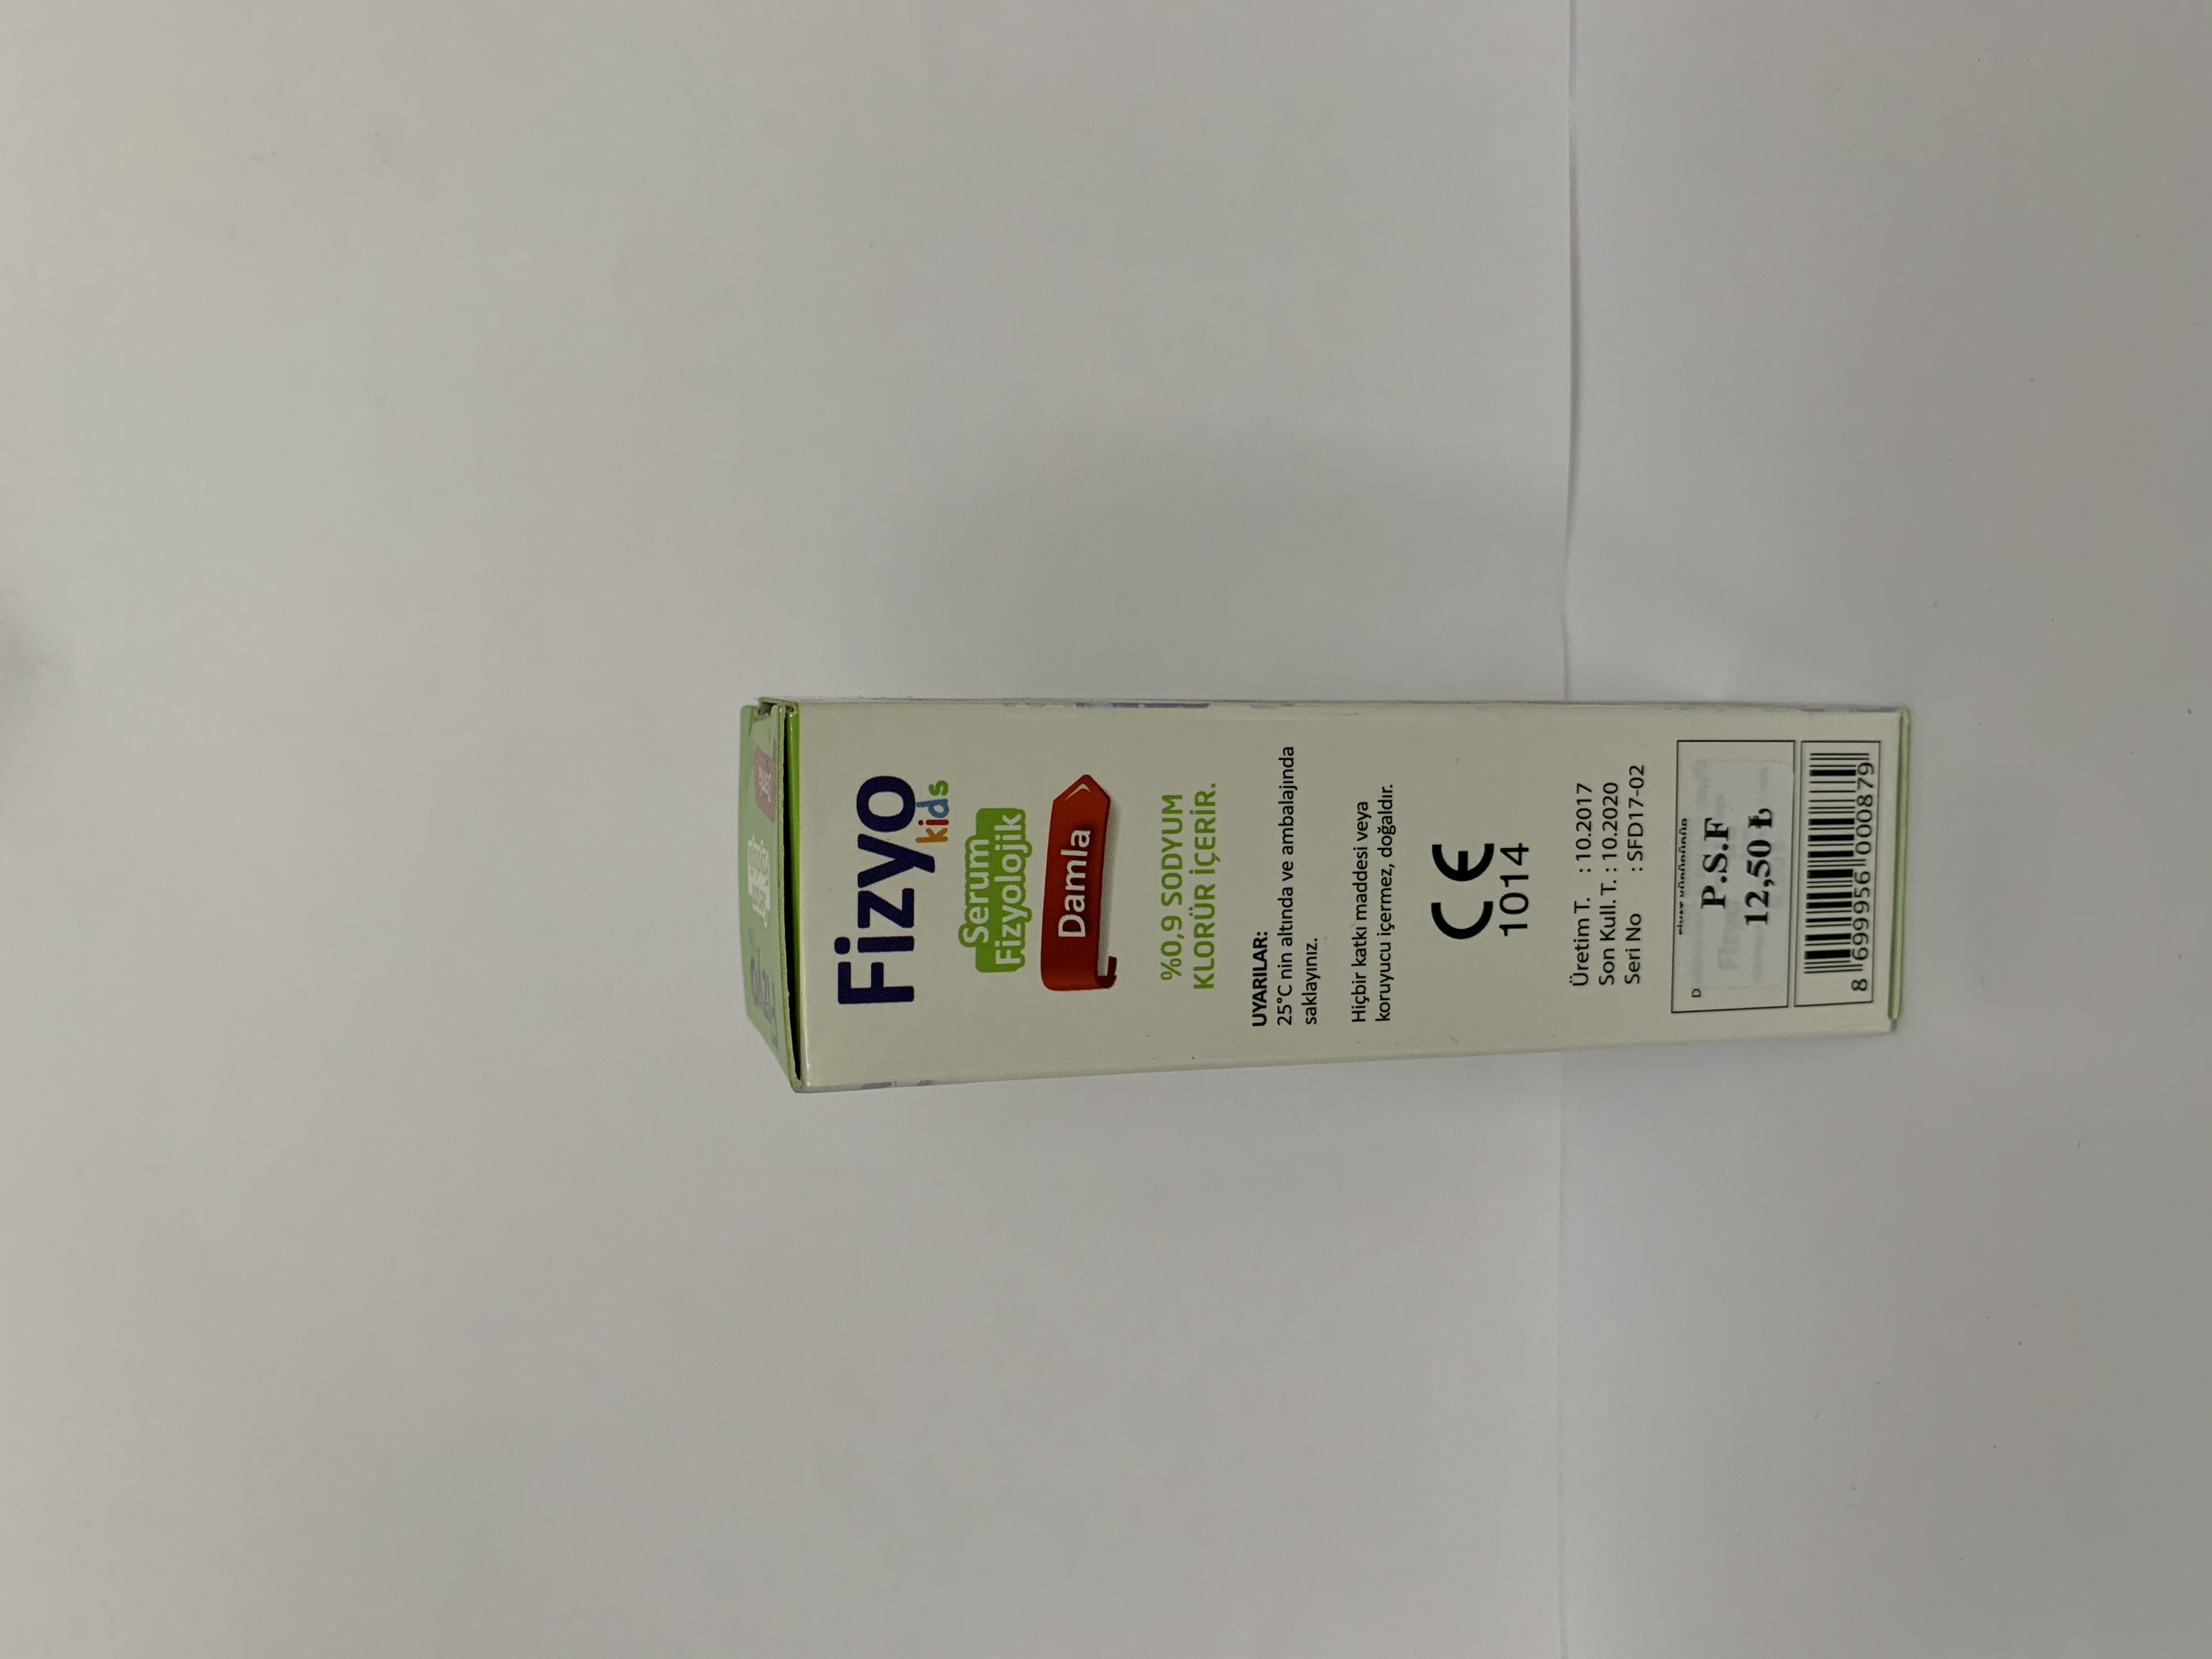 Fizyo
kids
Serum
Fizyolojik
Damla
%0,9 SODYUM
KLORÜR İÇERİR.
UYARILAR:
25°C nin altında ve ambalajında
saklayınız.
Hiçbir katkı maddesi veya
koruyucu içermez, doğaldır.
CE
1014
Üretim T. : 10.2017
Son Kull. T. : 10.2020
Seri No : SFD17-02
D
P.S.F
12,50 ₺
8 699956 000879